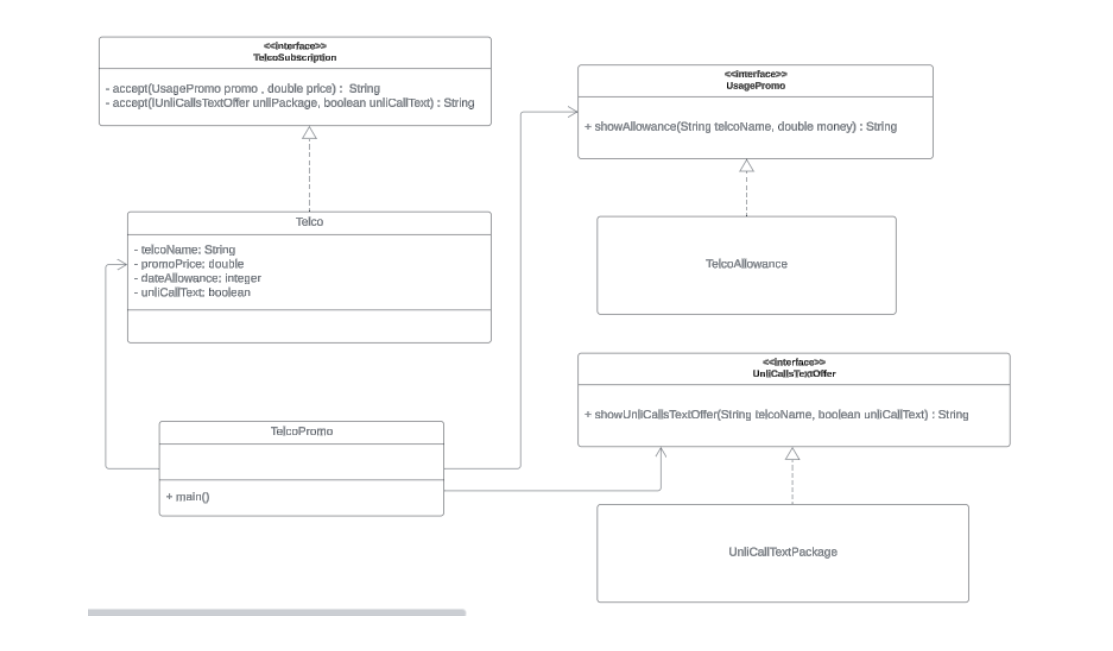 <<interface>>
TelcoSubscription
- accept(UsagePromo promo , double price) : String
- accept(IUnliCallsTextOffer unliPackage, boolean unliCallText) : String
<<interface>>
UsagePromo
+ showAllowance(String telcoName, double money) : String
Telco
- telcoName; String
- promoPrice; double
- dateAllowance; integer
- unliCallText; boolean
TelcoAllowance
<<interface>>
UnliCallsTextOffer
+ showUnliCallsTextOffer(String telcoName, boolean unliCallText) : String
TelcoPromo
+ main()
UnliCallTextPackage